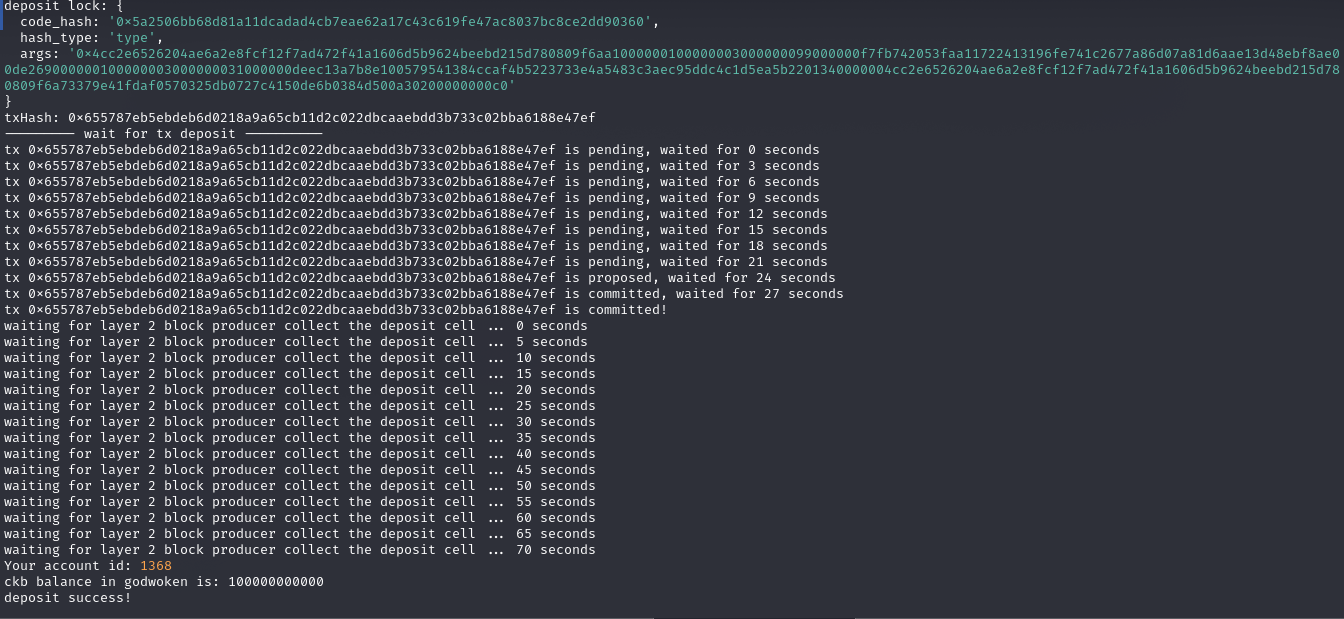 deposit lock: {
  code_hash: '0×5a2506bb68d81a11dcadad4cb7eae62a17c43c619fe47ac8037bc8ce2dd90360',
  hash_type: 'type',
  args: '0×4cc2e6526204ae6a2e8fcf12f7ad472f41a1606d5b9624beebd215d780809f6aa10000001000000003000000099000000f7fb742053faa11722413196fe741c2677a86d07a81d6aae13d48ebf8ae0
0de2690000001000000003000000031000000deec13a7b8e100579541384ccaf4b5223733e4a5483c3aec95ddc4c1d5ea5b2201340000004cc2e6526204ae6a2e8fcf12f7ad472f41a1606d5b9624beebd215d780
809f6a73379e41fdaf0570325db0727c4150de6b0384d500a30200000000c0'
}
txHash: 0×655787eb5ebdeb6d0218a9a65cb11d2c022dbcaaebdd3b733c02bba6188e47ef
--------- wait for tx deposit ----------
tx 0×655787eb5ebdeb6d0218a9a65cb11d2c022dbcaaebdd3b733c02bba6188e47ef is pending, waited for 0 seconds
tx 0×655787eb5ebdeb6d0218a9a65cb11d2c022dbcaaebdd3b733c02bba6188e47ef is pending, waited for 3 seconds
tx 0×655787eb5ebdeb6d0218a9a65cb11d2c022dbcaaebdd3b733c02bba6188e47ef is pending, waited for 6 seconds
tx 0×655787eb5ebdeb6d0218a9a65cb11d2c022dbcaaebdd3b733c02bba6188e47ef is pending, waited for 9 seconds
tx 0×655787eb5ebdeb6d0218a9a65cb11d2c022dbcaaebdd3b733c02bba6188e47ef is pending, waited for 12 seconds
tx 0×655787eb5ebdeb6d0218a9a65cb11d2c022dbcaaebdd3b733c02bba6188e47ef is pending, waited for 15 seconds
tx 0×655787eb5ebdeb6d0218a9a65cb11d2c022dbcaaebdd3b733c02bba6188e47ef is pending, waited for 18 seconds
tx 0×655787eb5ebdeb6d0218a9a65cb11d2c022dbcaaebdd3b733c02bba6188e47ef is pending, waited for 21 seconds
tx 0×655787eb5ebdeb6d0218a9a65cb11d2c022dbcaaebdd3b733c02bba6188e47ef is proposed, waited for 24 seconds
tx 0×655787eb5ebdeb6d0218a9a65cb11d2c022dbcaaebdd3b733c02bba6188e47ef is committed, waited for 27 seconds
tx 0×655787eb5ebdeb6d0218a9a65cb11d2c022dbcaaebdd3b733c02bba6188e47ef is committed!
waiting for layer 2 block producer collect the deposit cell ... 0 seconds
waiting for layer 2 block producer collect the deposit cell ... 5 seconds
waiting for layer 2 block producer collect the deposit cell ... 10 seconds
waiting for layer 2 block producer collect the deposit cell ... 15 seconds
waiting for layer 2 block producer collect the deposit cell ... 20 seconds
waiting for layer 2 block producer collect the deposit cell ... 25 seconds
waiting for layer 2 block producer collect the deposit cell ... 30 seconds
waiting for layer 2 block producer collect the deposit cell ... 35 seconds
waiting for layer 2 block producer collect the deposit cell ... 40 seconds
waiting for layer 2 block producer collect the deposit cell ... 45 seconds
waiting for layer 2 block producer collect the deposit cell ... 50 seconds
waiting for layer 2 block producer collect the deposit cell ... 55 seconds
waiting for layer 2 block producer collect the deposit cell ... 60 seconds
waiting for layer 2 block producer collect the deposit cell ... 65 seconds
waiting for layer 2 block producer collect the deposit cell ... 70 seconds
Your account id: 1368
ckb balance in godwoken is: 100000000000
deposit success!